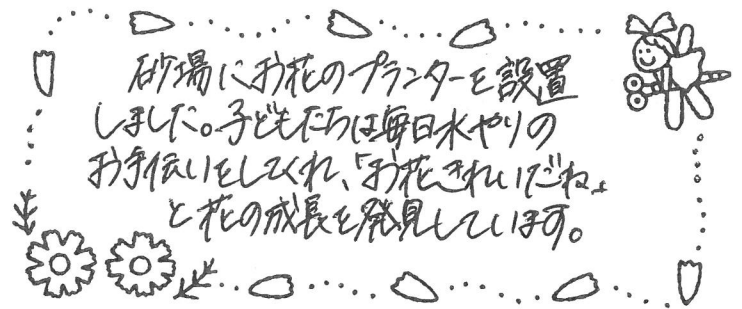 砂場にお花のプランターを設置
しました。子どもたちは毎日水やりの
お手伝いをしてくれ、「お花きれいだね」
と花の成長を発見しています。